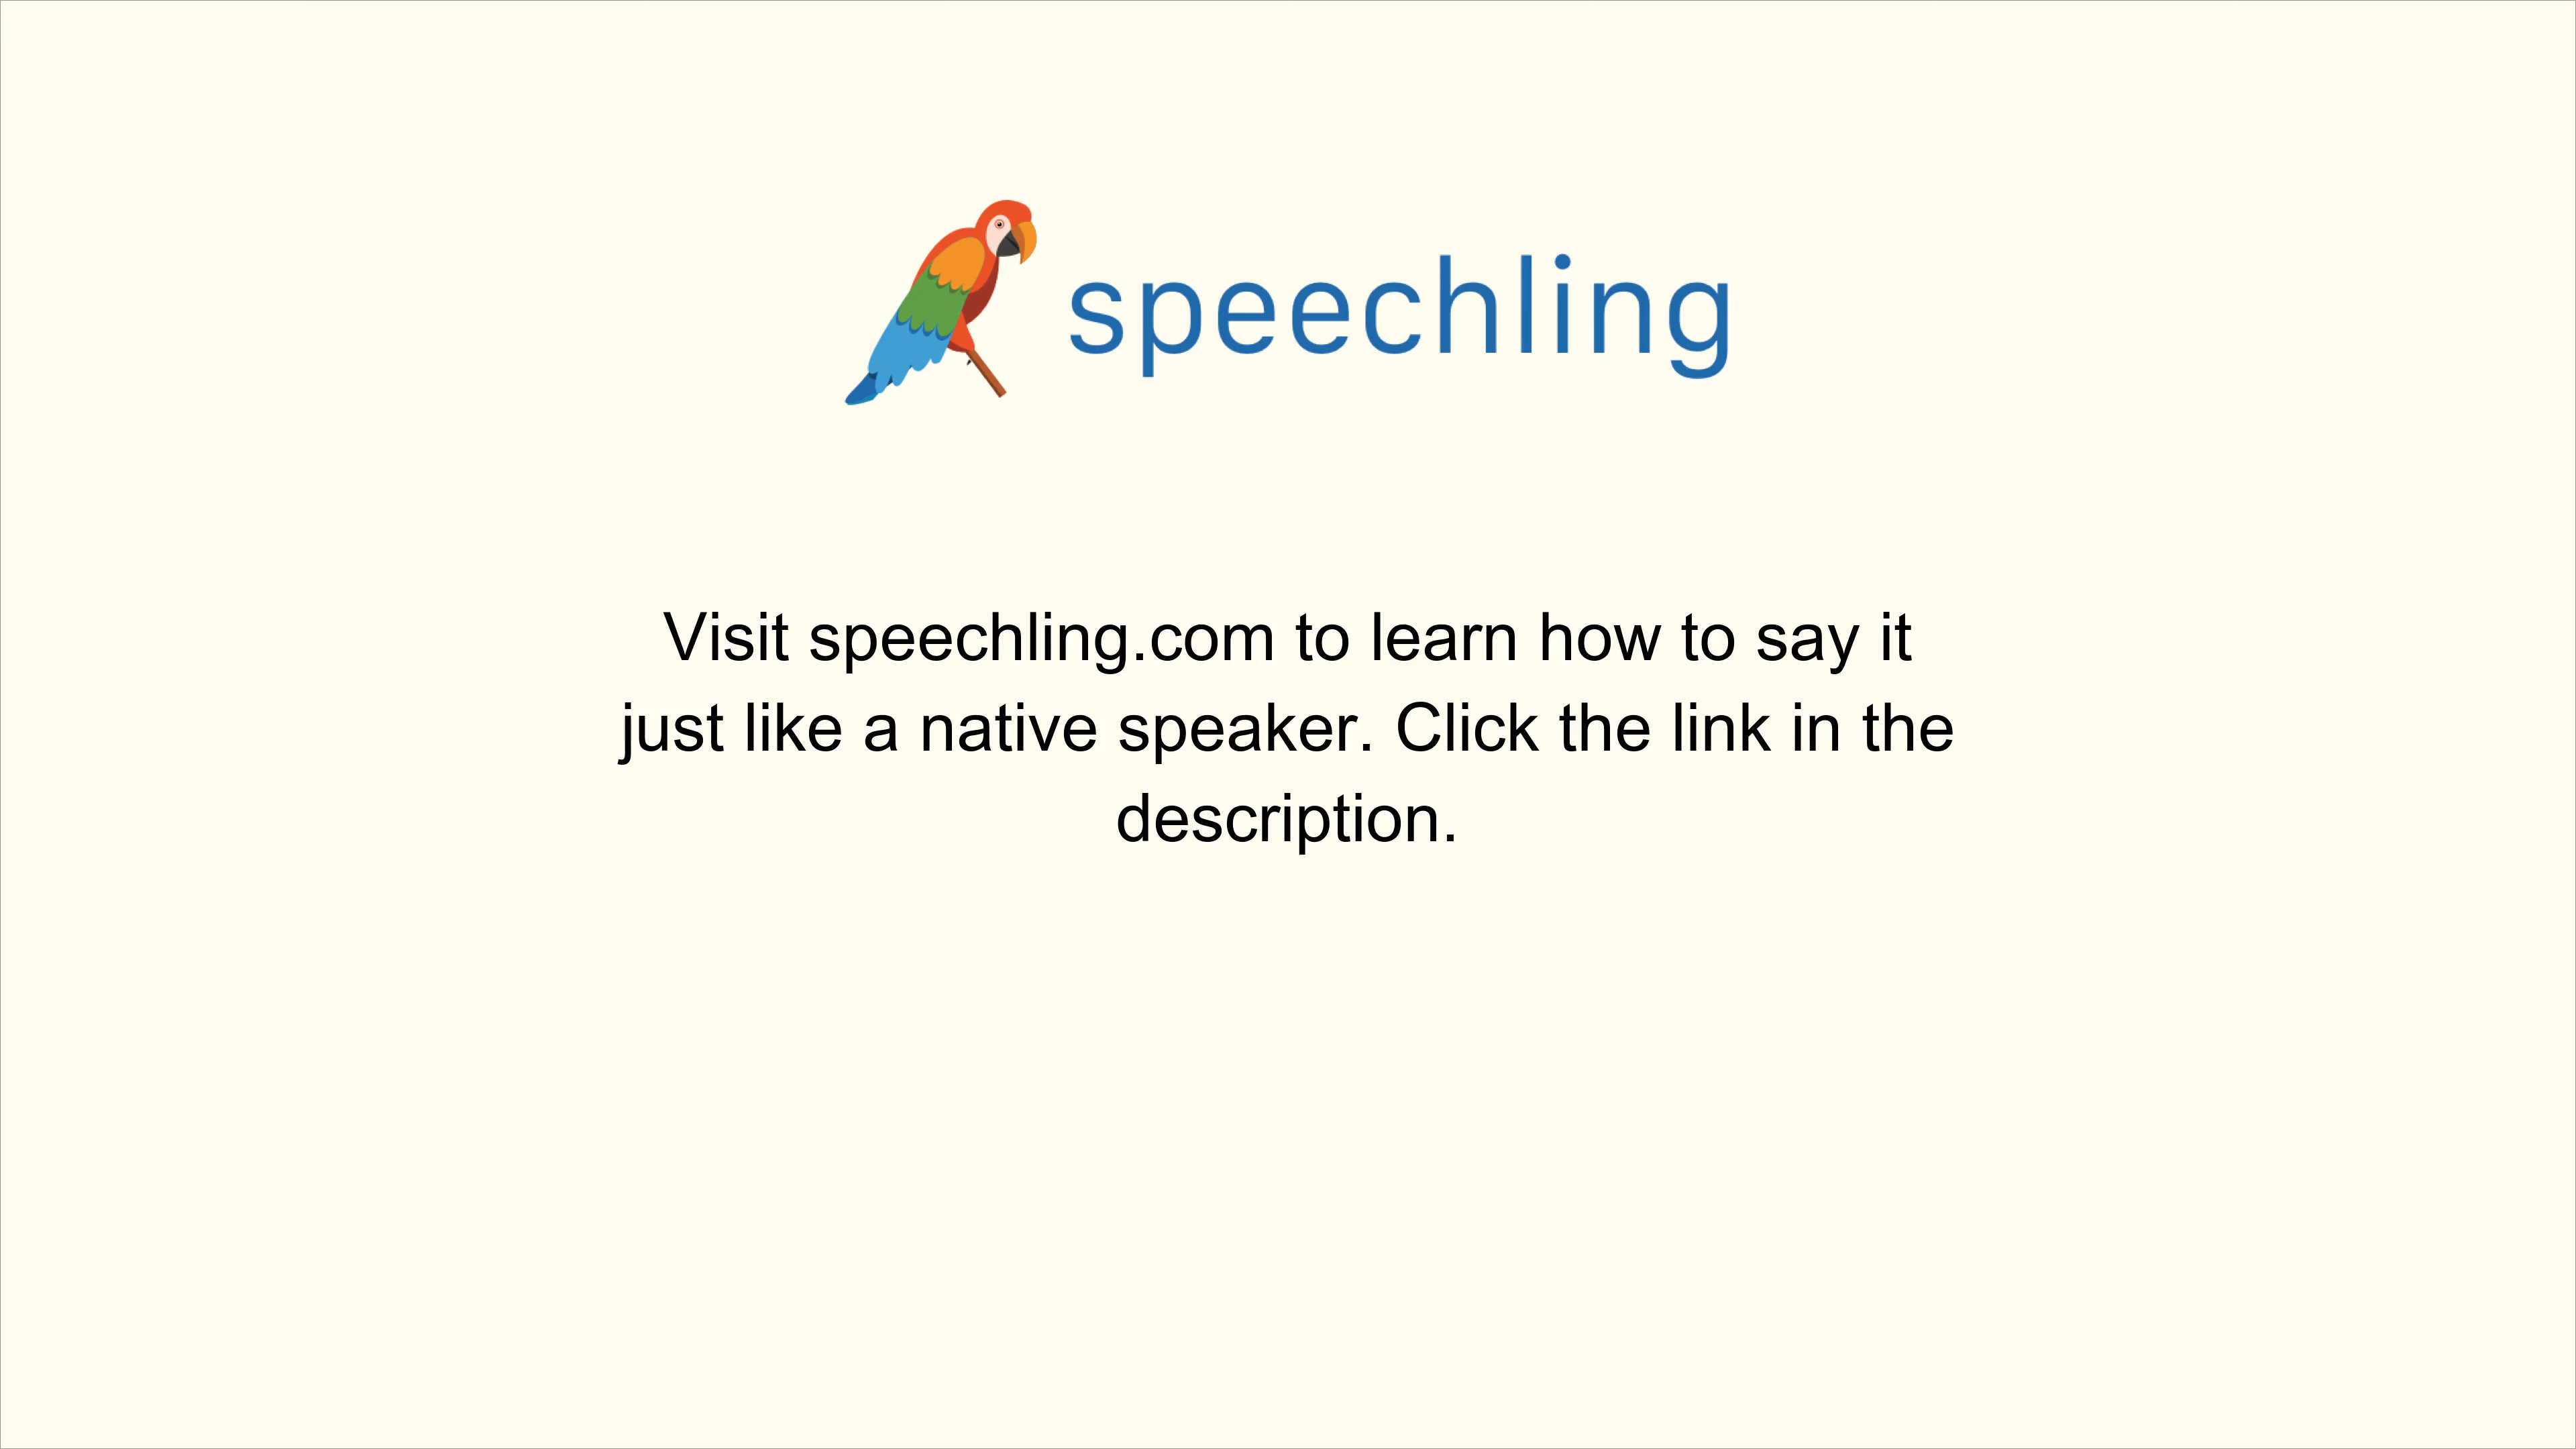 speechling
Visit speechling.com to learn how to say it
just like a native speaker. Click the link in the
description.